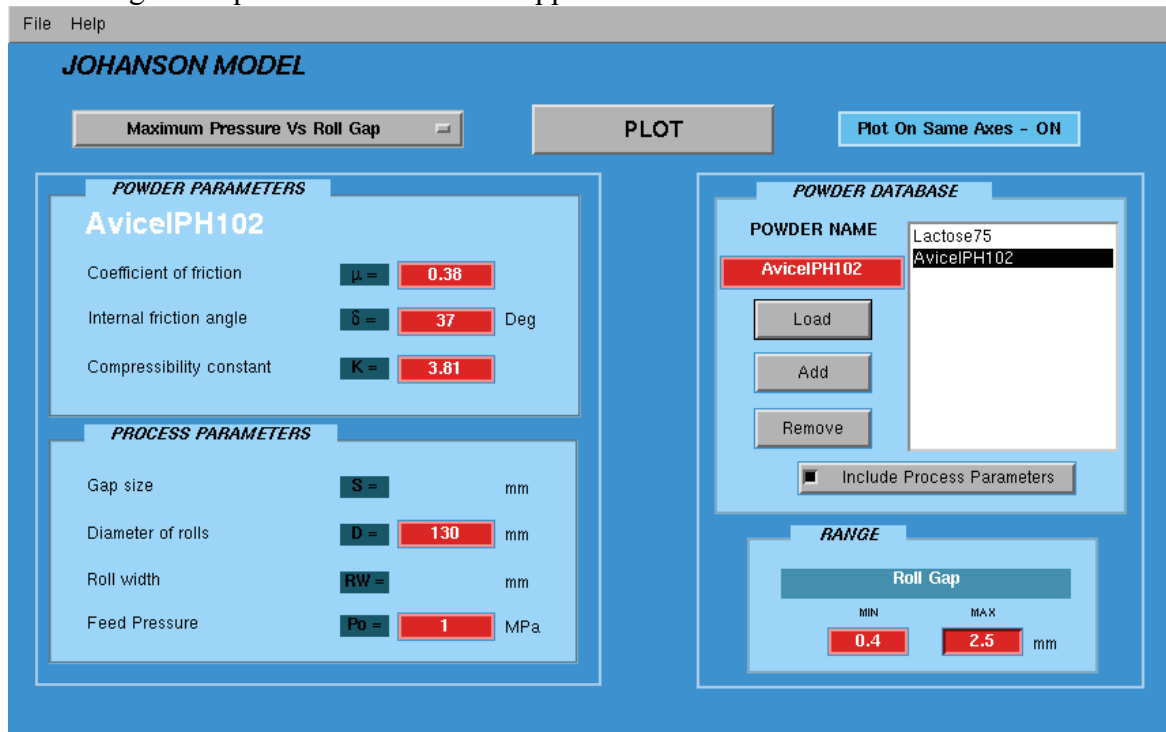 File Help
JOHANSON MODEL
Maximum Pressure Vs Roll Gap
PLOT
Plot On Same Axes - ON
POWDER PARAMETERS
AvicelPH102
Coefficient of friction μ = 0.38
Internal friction angle δ = 37 Deg
Compressibility constant K = 3.81
PROCESS PARAMETERS
Gap size S = mm
Diameter of rolls D = 130 mm
Roll width RW = mm
Feed Pressure Po = 1 MPa
POWDER DATABASE
POWDER NAME
AvicelPH102
Lactose75
AvicelPH102
Load
Add
Remove
Include Process Parameters
RANGE
Roll Gap
MIN MAX
0.4 2.5 mm